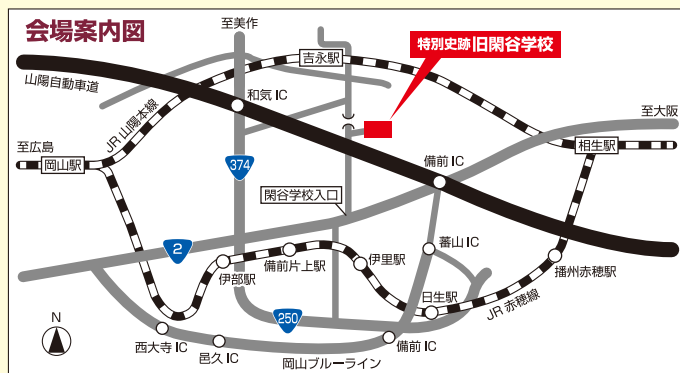 会場案内図
至美作
特別史跡 旧閑谷学校
吉永駅
山陽自動車道
和気 IC
JR 山陽本線
至大阪
至広島
岡山駅
相生駅
備前 IC
374
閑谷学校入口
2
蕃山 IC
伊部駅
備前片上駅
伊里駅
播州赤穂駅
日生駅
JR 赤穂線
250
西大寺 IC
邑久 IC
岡山ブルーライン
備前 IC
N